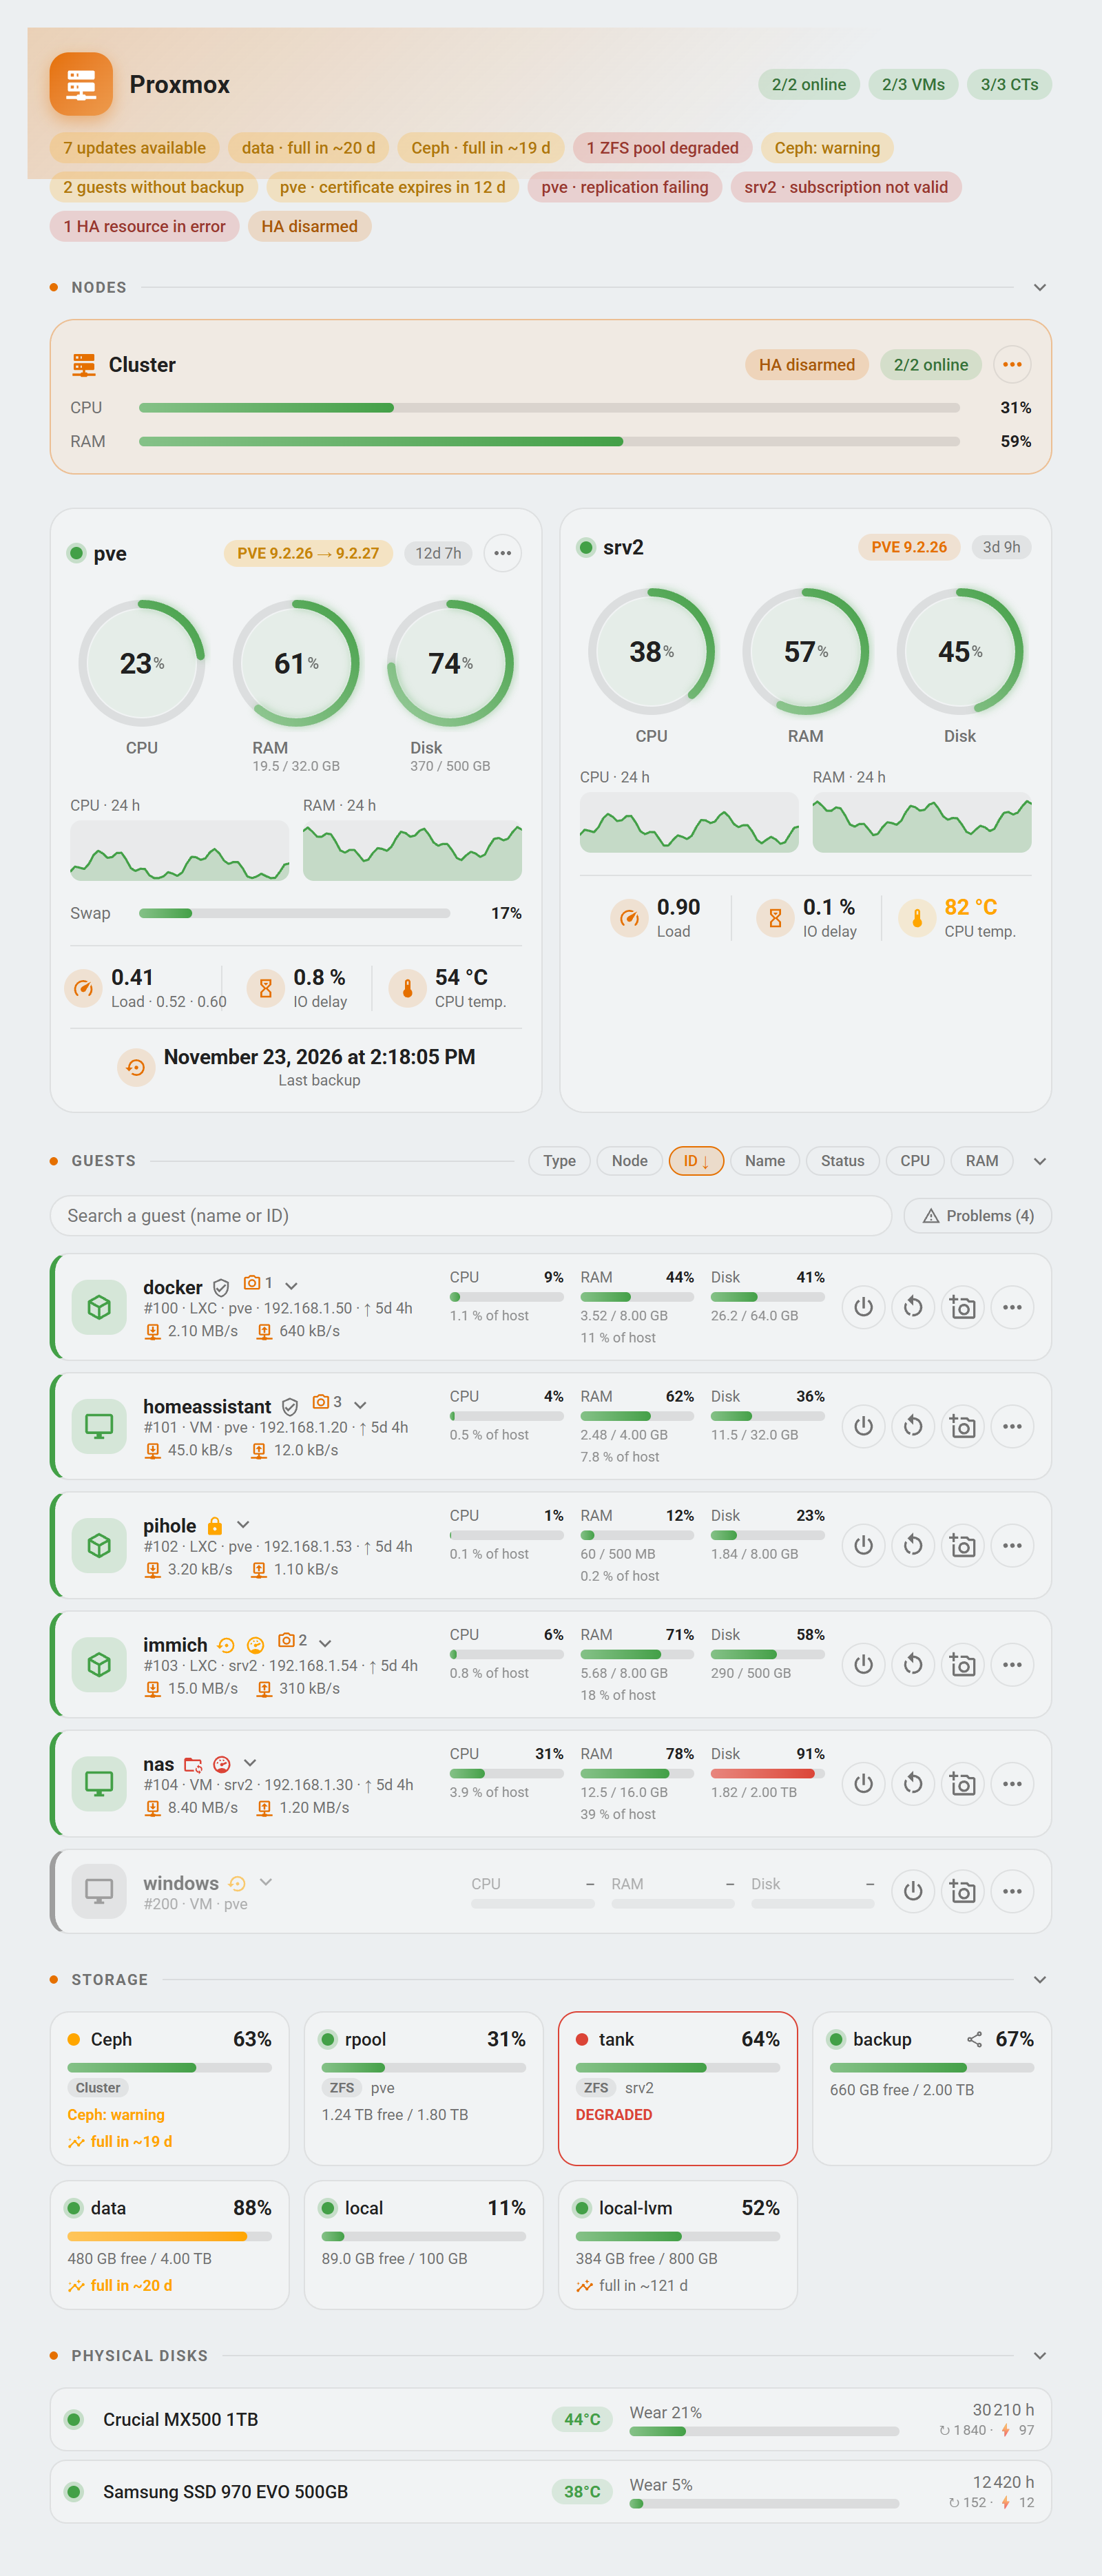 Proxmox
2/2 online
2/3 VMs
3/3 CTs
7 updates available
data · full in ~20 d
Ceph · full in ~19 d
1 ZFS pool degraded
Ceph: warning
2 guests without backup
pve · certificate expires in 12 d
pve · replication failing
srv2 · subscription not valid
1 HA resource in error
HA disarmed
NODES
Cluster
HA disarmed
2/2 online
CPU 31%
RAM 59%
pve
PVE 9.2.26 → 9.2.27
12d 7h
23%
61%
74%
CPU
RAM
19.5 / 32.0 GB
Disk
370 / 500 GB
CPU · 24 h
RAM · 24 h
Swap 17%
0.41
Load · 0.52 · 0.60
0.8 %
IO delay
54 °C
CPU temp.
November 23, 2026 at 2:18:05 PM
Last backup
srv2
PVE 9.2.26
3d 9h
38%
57%
45%
CPU
RAM
Disk
CPU · 24 h
RAM · 24 h
0.90
Load
0.1 %
IO delay
82 °C
CPU temp.
GUESTS
Type
Node
ID ↓
Name
Status
CPU
RAM
Search a guest (name or ID)
Problems (4)
docker 1
#100 · LXC · pve · 192.168.1.50 · ↑ 5d 4h
2.10 MB/s 640 kB/s
CPU 9%
1.1 % of host
RAM 44%
3.52 / 8.00 GB
11 % of host
Disk 41%
26.2 / 64.0 GB
homeassistant 3
#101 · VM · pve · 192.168.1.20 · ↑ 5d 4h
45.0 kB/s 12.0 kB/s
CPU 4%
0.5 % of host
RAM 62%
2.48 / 4.00 GB
7.8 % of host
Disk 36%
11.5 / 32.0 GB
pihole
#102 · LXC · pve · 192.168.1.53 · ↑ 5d 4h
3.20 kB/s 1.10 kB/s
CPU 1%
0.1 % of host
RAM 12%
60 / 500 MB
0.2 % of host
Disk 23%
1.84 / 8.00 GB
immich 2
#103 · LXC · srv2 · 192.168.1.54 · ↑ 5d 4h
15.0 MB/s 310 kB/s
CPU 6%
0.8 % of host
RAM 71%
5.68 / 8.00 GB
18 % of host
Disk 58%
290 / 500 GB
nas
#104 · VM · srv2 · 192.168.1.30 · ↑ 5d 4h
8.40 MB/s 1.20 MB/s
CPU 31%
3.9 % of host
RAM 78%
12.5 / 16.0 GB
39 % of host
Disk 91%
1.82 / 2.00 TB
windows
#200 · VM · pve
CPU –
RAM –
Disk –
STORAGE
Ceph 63%
Cluster
Ceph: warning
full in ~19 d
rpool 31%
ZFS pve
1.24 TB free / 1.80 TB
tank 64%
ZFS srv2
DEGRADED
backup 67%
660 GB free / 2.00 TB
data 88%
480 GB free / 4.00 TB
full in ~20 d
local 11%
89.0 GB free / 100 GB
local-lvm 52%
384 GB free / 800 GB
full in ~121 d
PHYSICAL DISKS
Crucial MX500 1TB
44°C
Wear 21%
30 210 h
↻ 1 840 · ⚡ 97
Samsung SSD 970 EVO 500GB
38°C
Wear 5%
12 420 h
↻ 152 · ⚡ 12